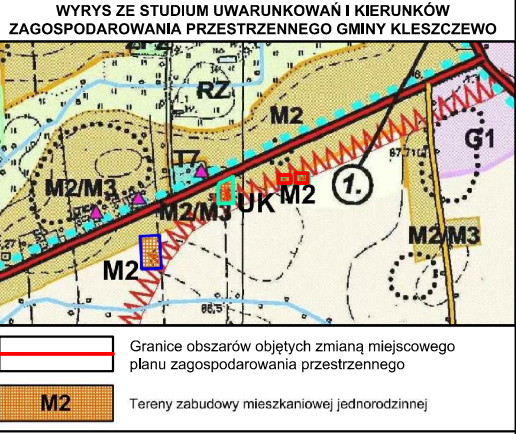 WYRYS ZE STUDIUM UWARUNKOWAŃ I KIERUNKÓW
ZAGOSPODAROWANIA PRZESTRZENNEGO GMINY KLESZCZEWO
RZ
M2
G1
T7
M2/M3
M2/M3
UK
M2
1.
M2/M3
M2
Granice obszarów objętych zmianą miejscowego
planu zagospodarowania przestrzennego
M2
Tereny zabudowy mieszkaniowej jednorodzinnej